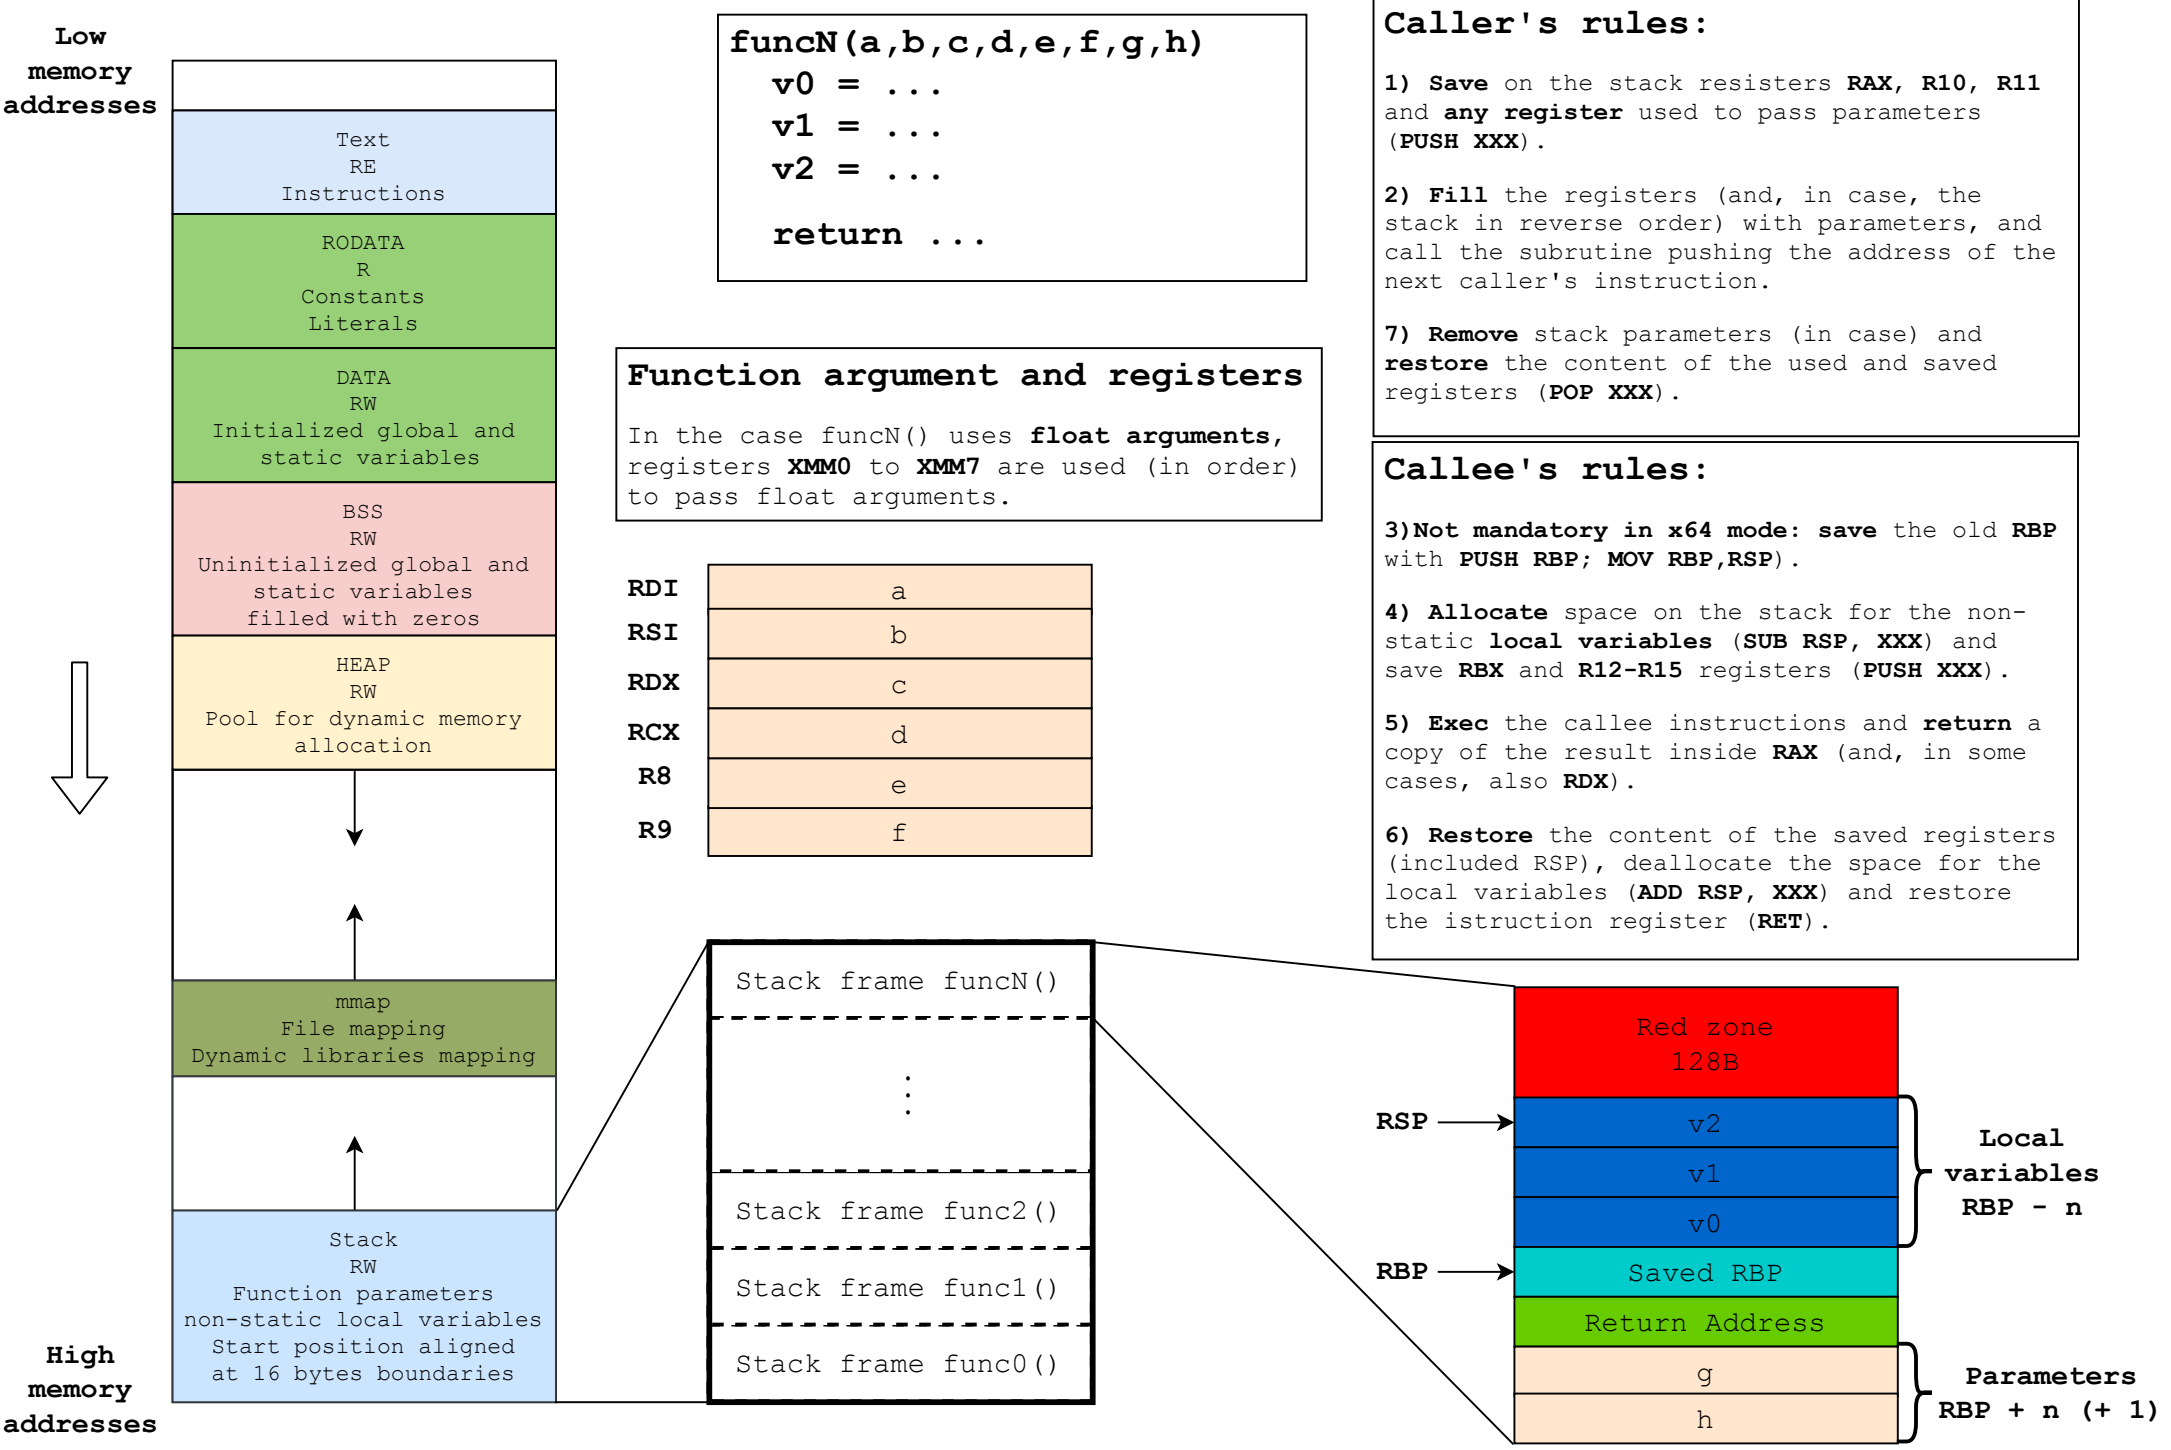 Low
memory
addresses
Text
RE
Instructions
RODATA
R
Constants
Literals
DATA
RW
Initialized global and
static variables
BSS
RW
Uninitialized global and
static variables
filled with zeros
HEAP
RW
Pool for dynamic memory
allocation
mmap
File mapping
Dynamic libraries mapping
Stack
RW
Function parameters
non-static local variables
Start position aligned
at 16 bytes boundaries
High
memory
addresses
funcN(a,b,c,d,e,f,g,h)
v0 = ...
v1 = ...
v2 = ...
return ...
Function argument and registers
In the case funcN() uses float arguments,
registers XMM0 to XMM7 are used (in order)
to pass float arguments.
RDI a
RSI b
RDX c
RCX d
R8 e
R9 f
Stack frame funcN()
...
Stack frame func2()
Stack frame func1()
Stack frame func0()
Caller's rules:
1) Save on the stack resisters RAX, R10, R11
and any register used to pass parameters
(PUSH XXX).
2) Fill the registers (and, in case, the
stack in reverse order) with parameters, and
call the subrutine pushing the address of the
next caller's instruction.
7) Remove stack parameters (in case) and
restore the content of the used and saved
registers (POP XXX).
Callee's rules:
3)Not mandatory in x64 mode: save the old RBP
with PUSH RBP; MOV RBP,RSP).
4) Allocate space on the stack for the non-
static local variables (SUB RSP, XXX) and
save RBX and R12-R15 registers (PUSH XXX).
5) Exec the callee instructions and return a
copy of the result inside RAX (and, in some
cases, also RDX).
6) Restore the content of the saved registers
(included RSP), deallocate the space for the
local variables (ADD RSP, XXX) and restore
the istruction register (RET).
Red zone
128B
RSP v2
v1
v0
RBP Saved RBP
Return Address
g
h
Local
variables
RBP - n
Parameters
RBP + n (+ 1)